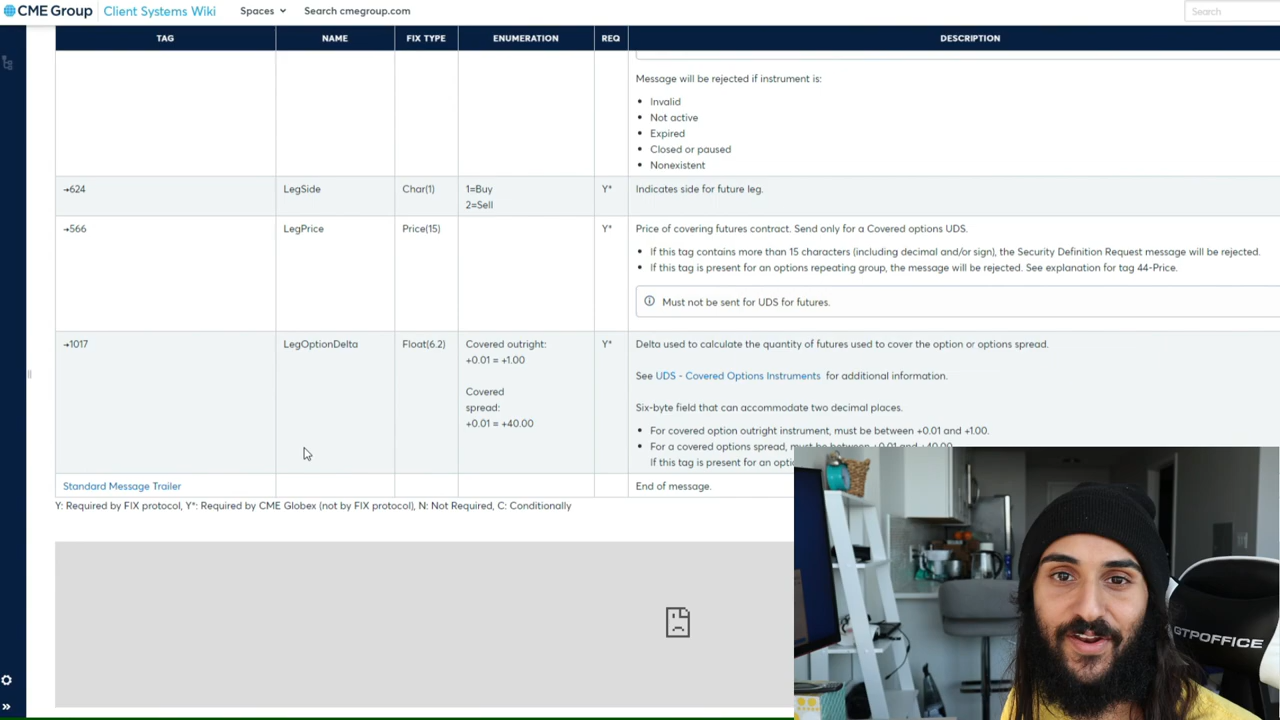 CME Group Client Systems Wiki Spaces Search cmegroup.com Search
TAG NAME FIX TYPE ENUMERATION REQ DESCRIPTION
Message will be rejected if instrument is:
• Invalid
• Not active
• Expired
• Closed or paused
• Nonexistent
→624 LegSide Char(1) 1=Buy Y* Indicates side for future leg.
2=Sell
→566 LegPrice Price(15) Y* Price of covering futures contract. Send only for a Covered options UDS.
• If this tag contains more than 15 characters (including decimal and/or sign), the Security Definition Request message will be rejected.
• If this tag is present for an options repeating group, the message will be rejected. See explanation for tag 44-Price.
Must not be sent for UDS for futures.
→1017 LegOptionDelta Float(6.2) Covered outright: Y* Delta used to calculate the quantity of futures used to cover the option or options spread.
+0.01 = +1.00
See UDS - Covered Options Instruments for additional information.
Covered
spread:
Six-byte field that can accommodate two decimal places.
+0.01 = +40.00
• For covered option outright instrument, must be between +0.01 and +1.00.
• For a covered options spread, must be between +0.01 and +40.00
If this tag is present for an
Standard Message Trailer End of message.
Y: Required by FIX protocol, Y*: Required by CME Globex (not by FIX protocol), N: Not Required, C: Conditionally
GTPOFFICE